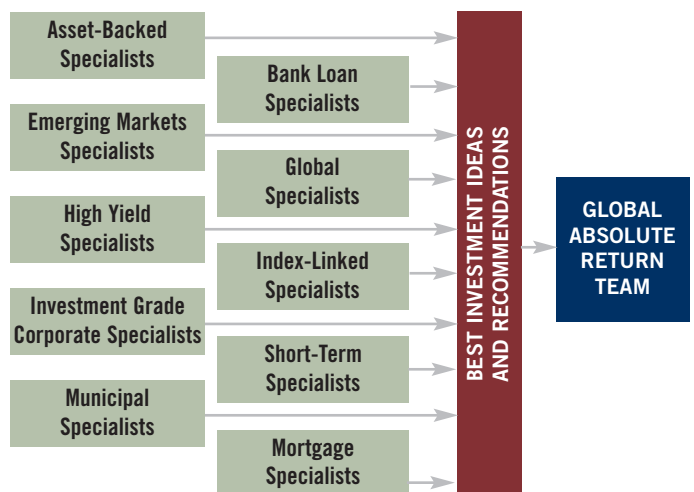 Asset-Backed
Specialists
Bank Loan
Specialists
Emerging Markets
Specialists
Global
Specialists
High Yield
Specialists
Index-Linked
Specialists
Investment Grade
Corporate Specialists
Short-Term
Specialists
Municipal
Specialists
Mortgage
Specialists
BEST INVESTMENT IDEAS
AND RECOMMENDATIONS
GLOBAL
ABSOLUTE
RETURN
TEAM